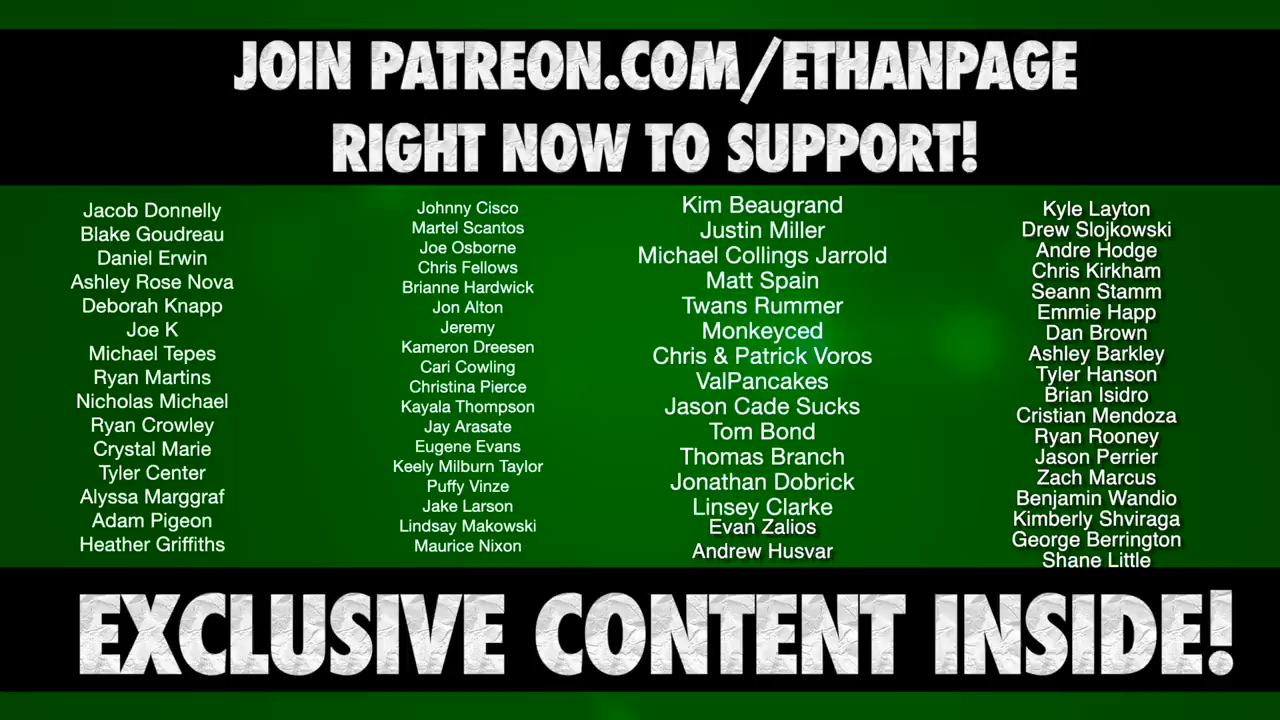 JOIN PATREON.COM/ETHANPAGE
RIGHT NOW TO SUPPORT!
Jacob Donnelly
Blake Goudreau
Daniel Erwin
Ashley Rose Nova
Deborah Knapp
Joe K
Michael Tepes
Ryan Martins
Nicholas Michael
Ryan Crowley
Crystal Marie
Tyler Center
Alyssa Marggraf
Adam Pigeon
Heather Griffiths
Johnny Cisco
Martel Scantos
Joe Osborne
Chris Fellows
Brianne Hardwick
Jon Alton
Jeremy
Kameron Dreesen
Cari Cowling
Christina Pierce
Kayala Thompson
Jay Arasate
Eugene Evans
Keely Milburn Taylor
Puffy Vinze
Jake Larson
Lindsay Makowski
Maurice Nixon
Kim Beaugrand
Justin Miller
Michael Collings Jarrold
Matt Spain
Twans Rummer
Monkeyced
Chris & Patrick Voros
ValPancakes
Jason Cade Sucks
Tom Bond
Thomas Branch
Jonathan Dobrick
Linsey Clarke
Evan Zalios
Andrew Husvar
Kyle Layton
Drew Slojkowski
Andre Hodge
Chris Kirkham
Seann Stamm
Emmie Happ
Dan Brown
Ashley Barkley
Tyler Hanson
Brian Isidro
Cristian Mendoza
Ryan Rooney
Jason Perrier
Zach Marcus
Benjamin Wandio
Kimberly Shviraga
George Berrington
Shane Little
EXCLUSIVE CONTENT INSIDE!